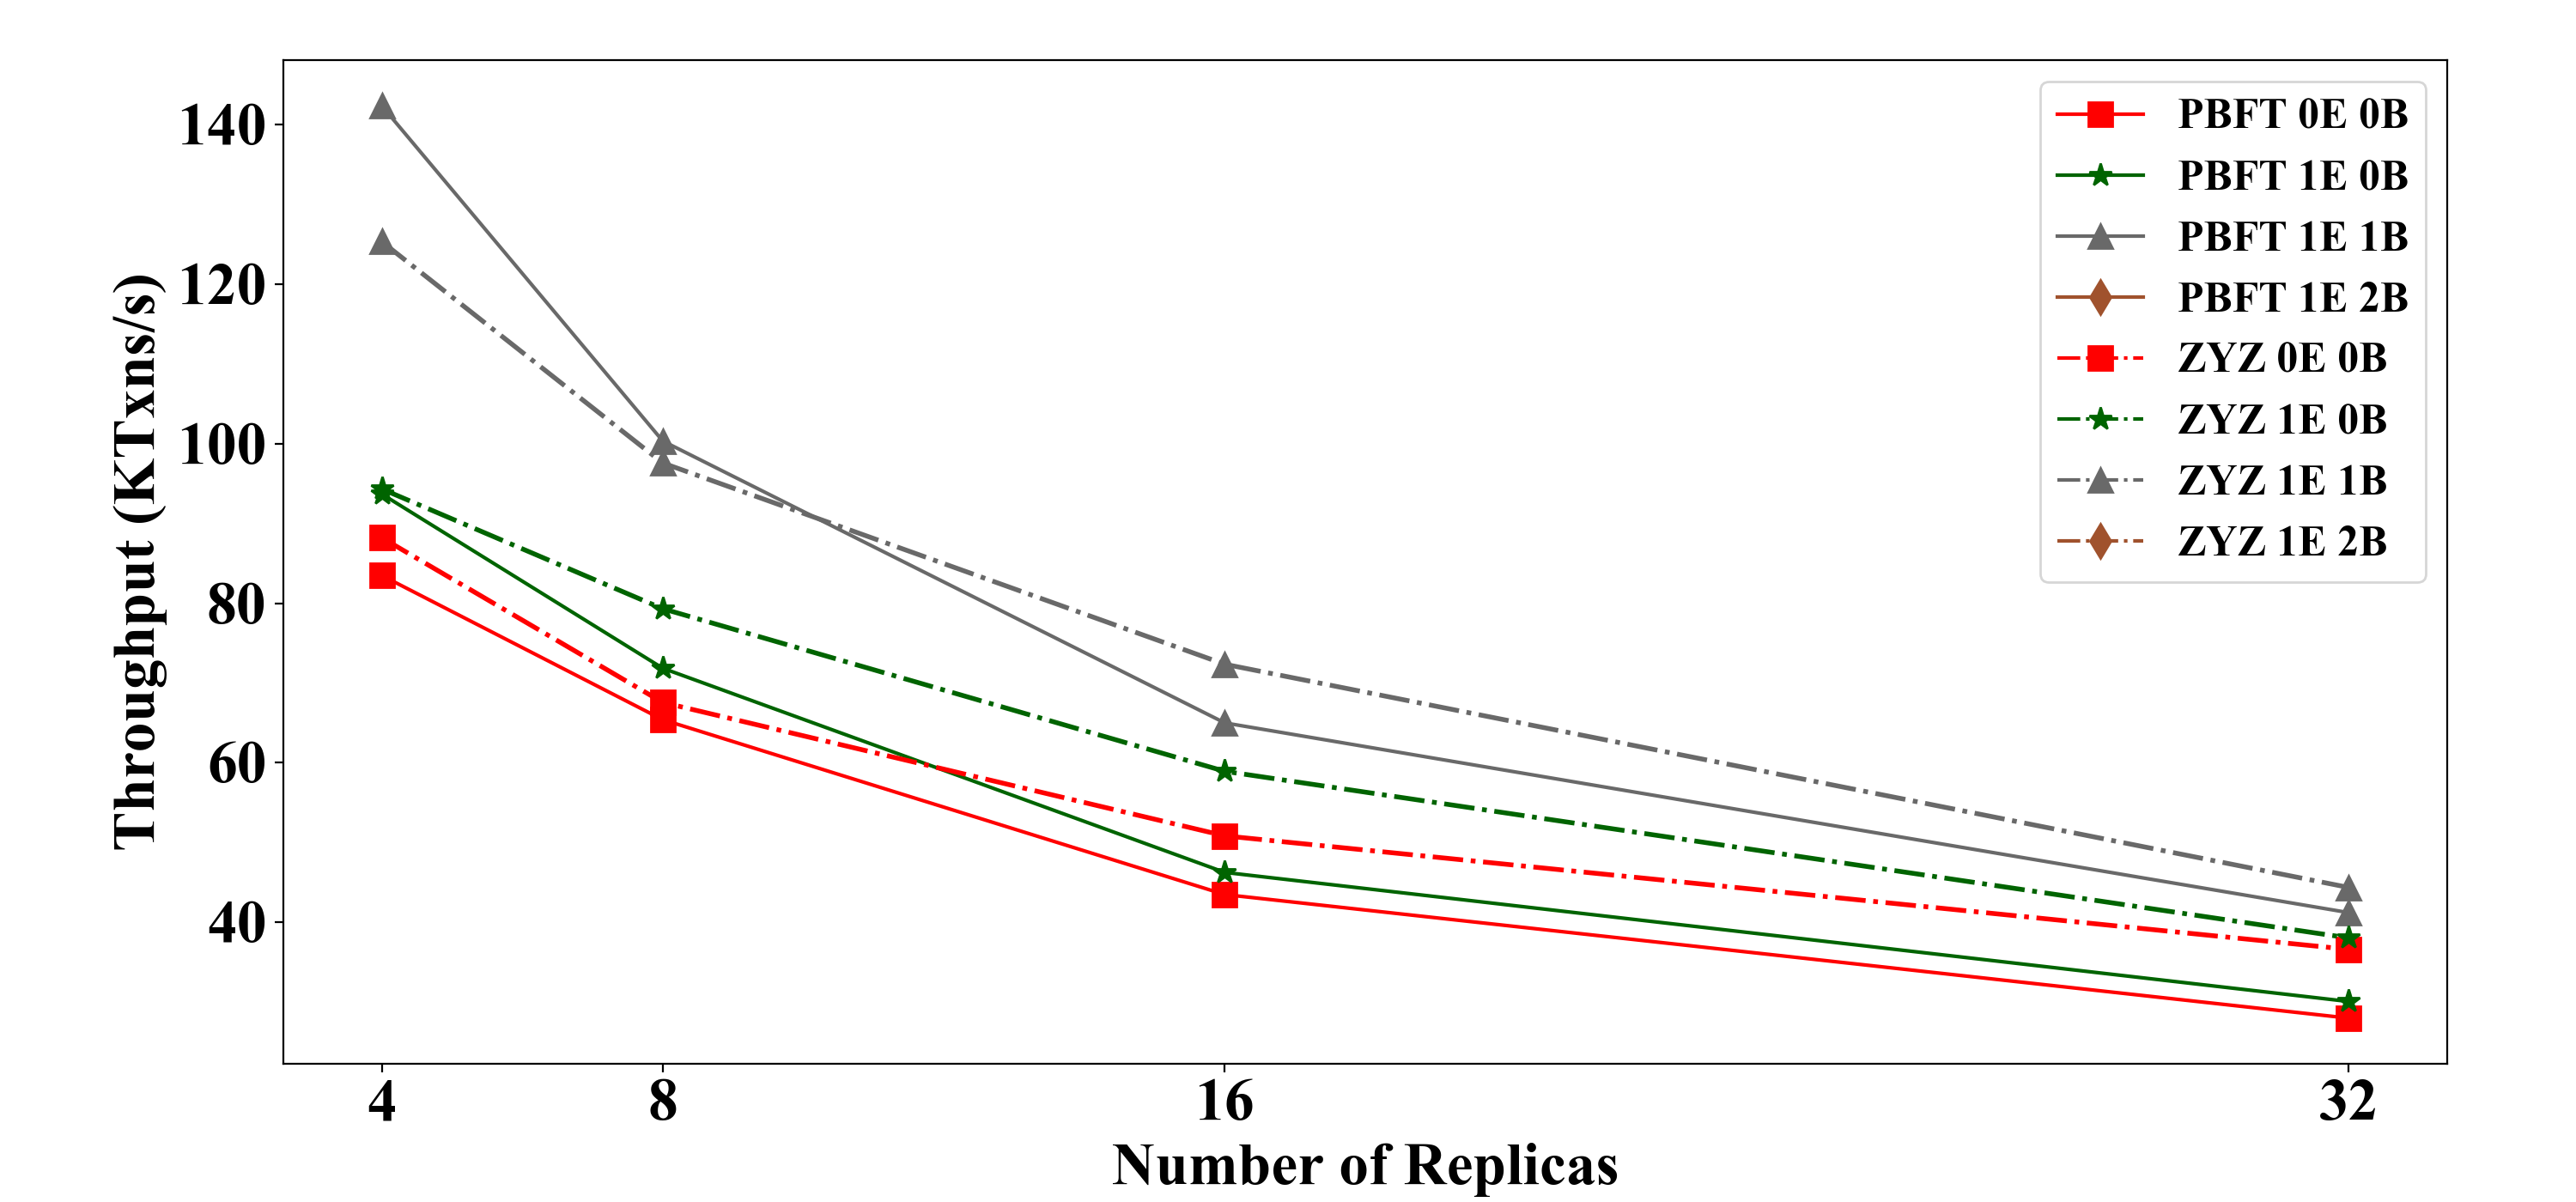 140
120
100
80
60
40
Throughput (KTxns/s)
4
8
16
32
Number of Replicas
PBFT 0E 0B
PBFT 1E 0B
PBFT 1E 1B
PBFT 1E 2B
ZYZ 0E 0B
ZYZ 1E 0B
ZYZ 1E 1B
ZYZ 1E 2B